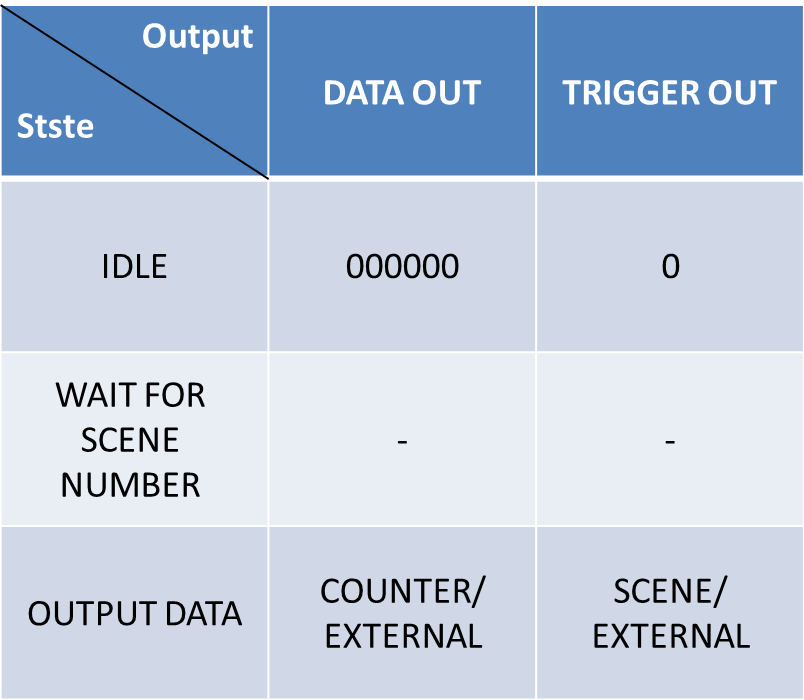 Output
Stste
DATA OUT
TRIGGER OUT
IDLE
000000
0
WAIT FOR
SCENE
NUMBER
-
-
OUTPUT DATA
COUNTER/
EXTERNAL
SCENE/
EXTERNAL